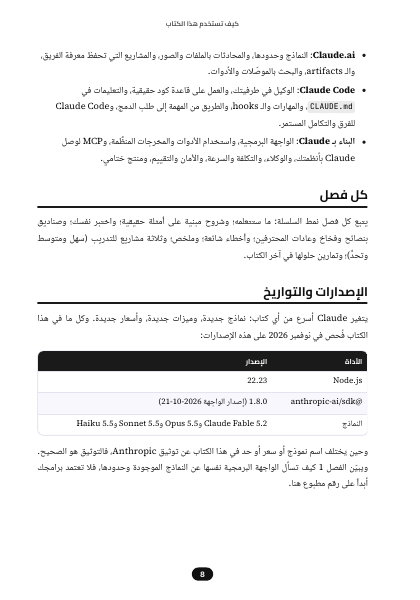 كيف تستخدم هذا الكتاب
• Claude.ai: النماذج وحدودها، والمحادثات بالملفات والصور، والمشاريع التي تحفظ معرفة الفريق،
والـ artifacts، والبحث بالموصّلات والأدوات.
• Claude Code: الوكيل في طرفيتك، والعمل على قاعدة كود حقيقية، والتعليمات في
CLAUDE.md، والمهارات والـ hooks، والطريق من المهمة إلى طلب الدمج، وClaude Code
للفرق والتكامل المستمر.
• البناء بـ Claude: الواجهة البرمجية، واستخدام الأدوات والمخرجات المنظّمة، وMCP لوصل
Claude بأنظمتك، والوكلاء، والتكلفة والسرعة، والأمان والتقييم، ومنتج ختامي.
كل فصل
يتبع كل فصل نمط السلسلة: ما ستتعلمه؛ وشروح مبنية على أمثلة حقيقية؛ واختبر نفسك؛ وصناديق
بنصائح وفخاخ وعادات المحترفين؛ وأخطاء شائعة؛ وملخص؛ وثلاثة مشاريع للتدريب (سهل ومتوسط
وتحدٍّ)؛ وتمارين حلولها في آخر الكتاب.
الإصدارات والتواريخ
يتغير Claude أسرع من أي كتاب: نماذج جديدة، وميزات جديدة، وأسعار جديدة. وكل ما في هذا
الكتاب فُحص في نوفمبر 2026 على هذه الإصدارات:
الأداة الإصدار
Node.js 22.23
@anthropic-ai/sdk 1.8.0 (إصدار الواجهة 2026-10-21)
النماذج Claude Fable 5.2 وOpus 5.5 وSonnet 5.5 وHaiku 5.5
وحين يختلف اسم نموذج أو سعر أو حد في هذا الكتاب عن توثيق Anthropic، فالتوثيق هو الصحيح.
ويبيّن الفصل 1 كيف تسأل الواجهة البرمجية نفسها عن النماذج الموجودة وحدودها، فلا تعتمد برامجك
أبداً على رقم مطبوع هنا.
8